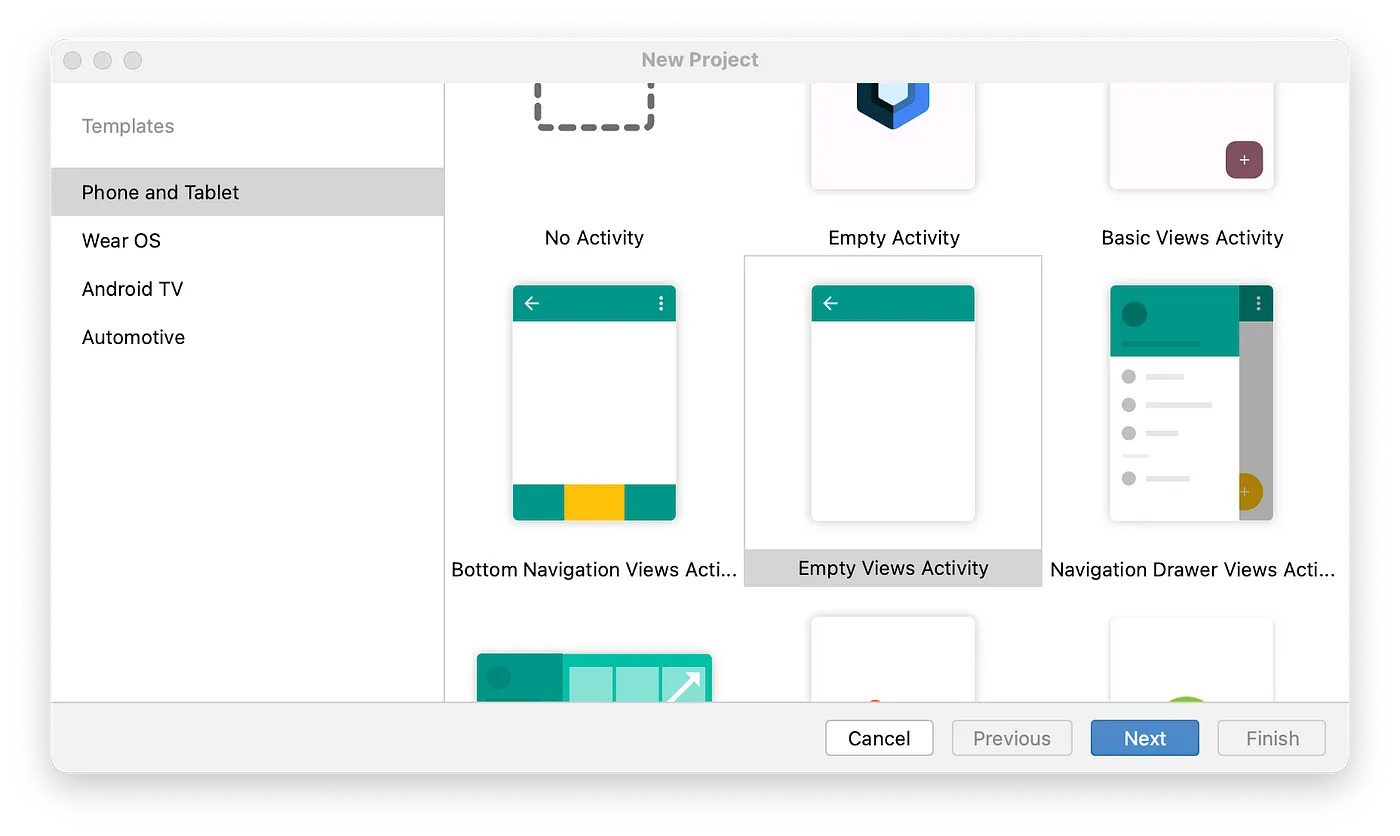 New Project
Templates
Phone and Tablet
Wear OS
Android TV
Automotive
No Activity
Empty Activity
Basic Views Activity
Bottom Navigation Views Acti...
Empty Views Activity
Navigation Drawer Views Acti...
Cancel
Previous
Next
Finish